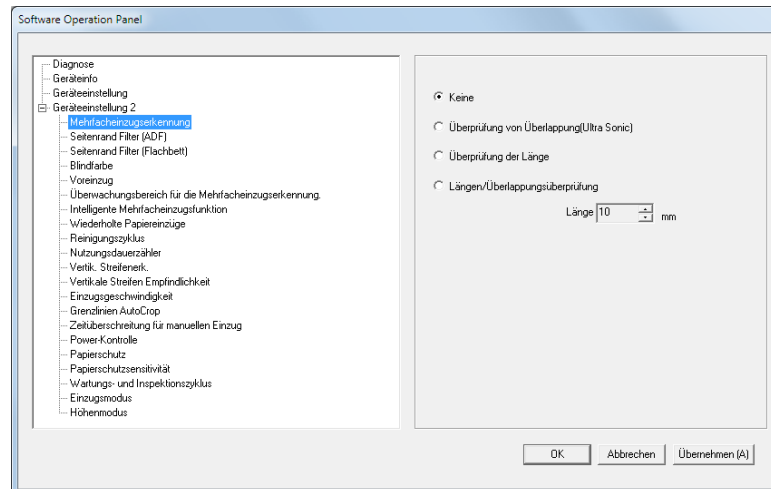 Software Operation Panel
Diagnose
Geräteinfo
Geräteeinstellung
Geräteeinstellung 2
Mehrfacheinzugserkennung
Seitenrand Filter (ADF)
Seitenrand Filter (Flachbett)
Blindfarbe
Voreinzug
Überwachungsbereich für die Mehrfacheinzugserkennung.
Intelligente Mehrfacheinzugsfunktion
Wiederholte Papiereinzüge
Reinigungszyklus
Nutzungsdauerzähler
Vertik. Streifenerk.
Vertikale Streifen Empfindlichkeit
Einzugsgeschwindigkeit
Grenzlinien AutoCrop
Zeitüberschreitung für manuellen Einzug
Power-Kontrolle
Papierschutz
Papierschutzsensitivität
Wartungs- und Inspektionszyklus
Einzugsmodus
Höhenmodus
Keine
Überprüfung von Überlappung(Ultra Sonic)
Überprüfung der Länge
Längen/Überlappungsüberprüfung
Länge 10 mm
OK Abbrechen Übernehmen (A)